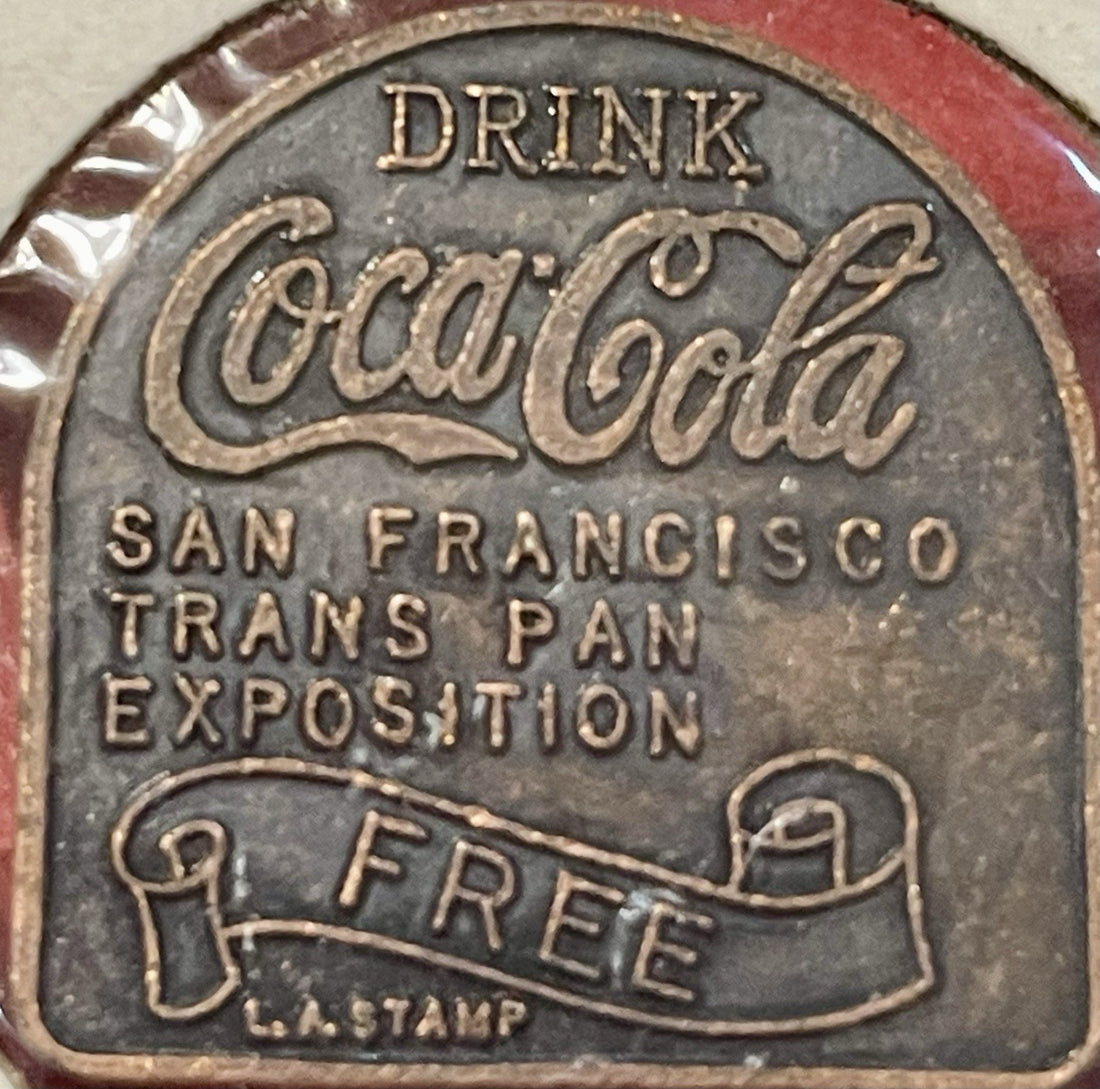 DRINK
Coca-Cola
SAN FRANCISCO
TRANS PAN
EXPOSITION
FREE
L.A. STAMP